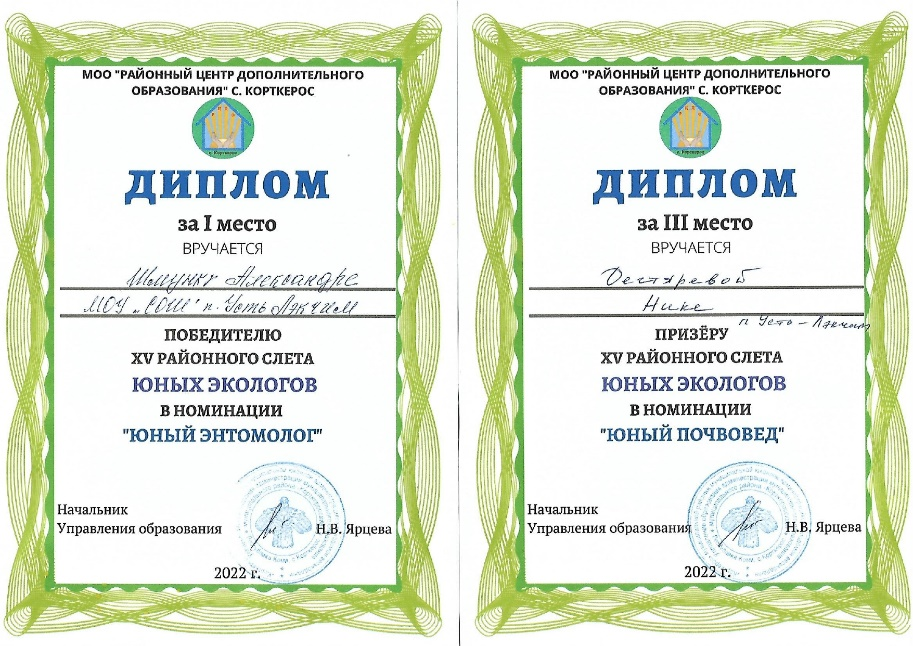 МОО "РАЙОННЫЙ ЦЕНТР ДОПОЛНИТЕЛЬНОГО
ОБРАЗОВАНИЯ" С. КОРТКЕРОС
с. Корткерос
ДИПЛОМ
за I место
ВРУЧАЕТСЯ
Александре
МОУ "СОШ" п. Усть-Лэкчим
ПОБЕДИТЕЛЮ
XV РАЙОННОГО СЛЕТА
ЮНЫХ ЭКОЛОГОВ
В НОМИНАЦИИ
"ЮНЫЙ ЭНТОМОЛОГ"
Начальник
Управления образования Н.В. Ярцева
2022 г.
МОО "РАЙОННЫЙ ЦЕНТР ДОПОЛНИТЕЛЬНОГО
ОБРАЗОВАНИЯ" С. КОРТКЕРОС
с. Корткерос
ДИПЛОМ
за III место
ВРУЧАЕТСЯ
Дегтяревой
Нике
п Усть-Лэкчим
ПРИЗЁРУ
XV РАЙОННОГО СЛЕТА
ЮНЫХ ЭКОЛОГОВ
В НОМИНАЦИИ
"ЮНЫЙ ПОЧВОВЕД"
Начальник
Управления образования Н.В. Ярцева
2022 г.